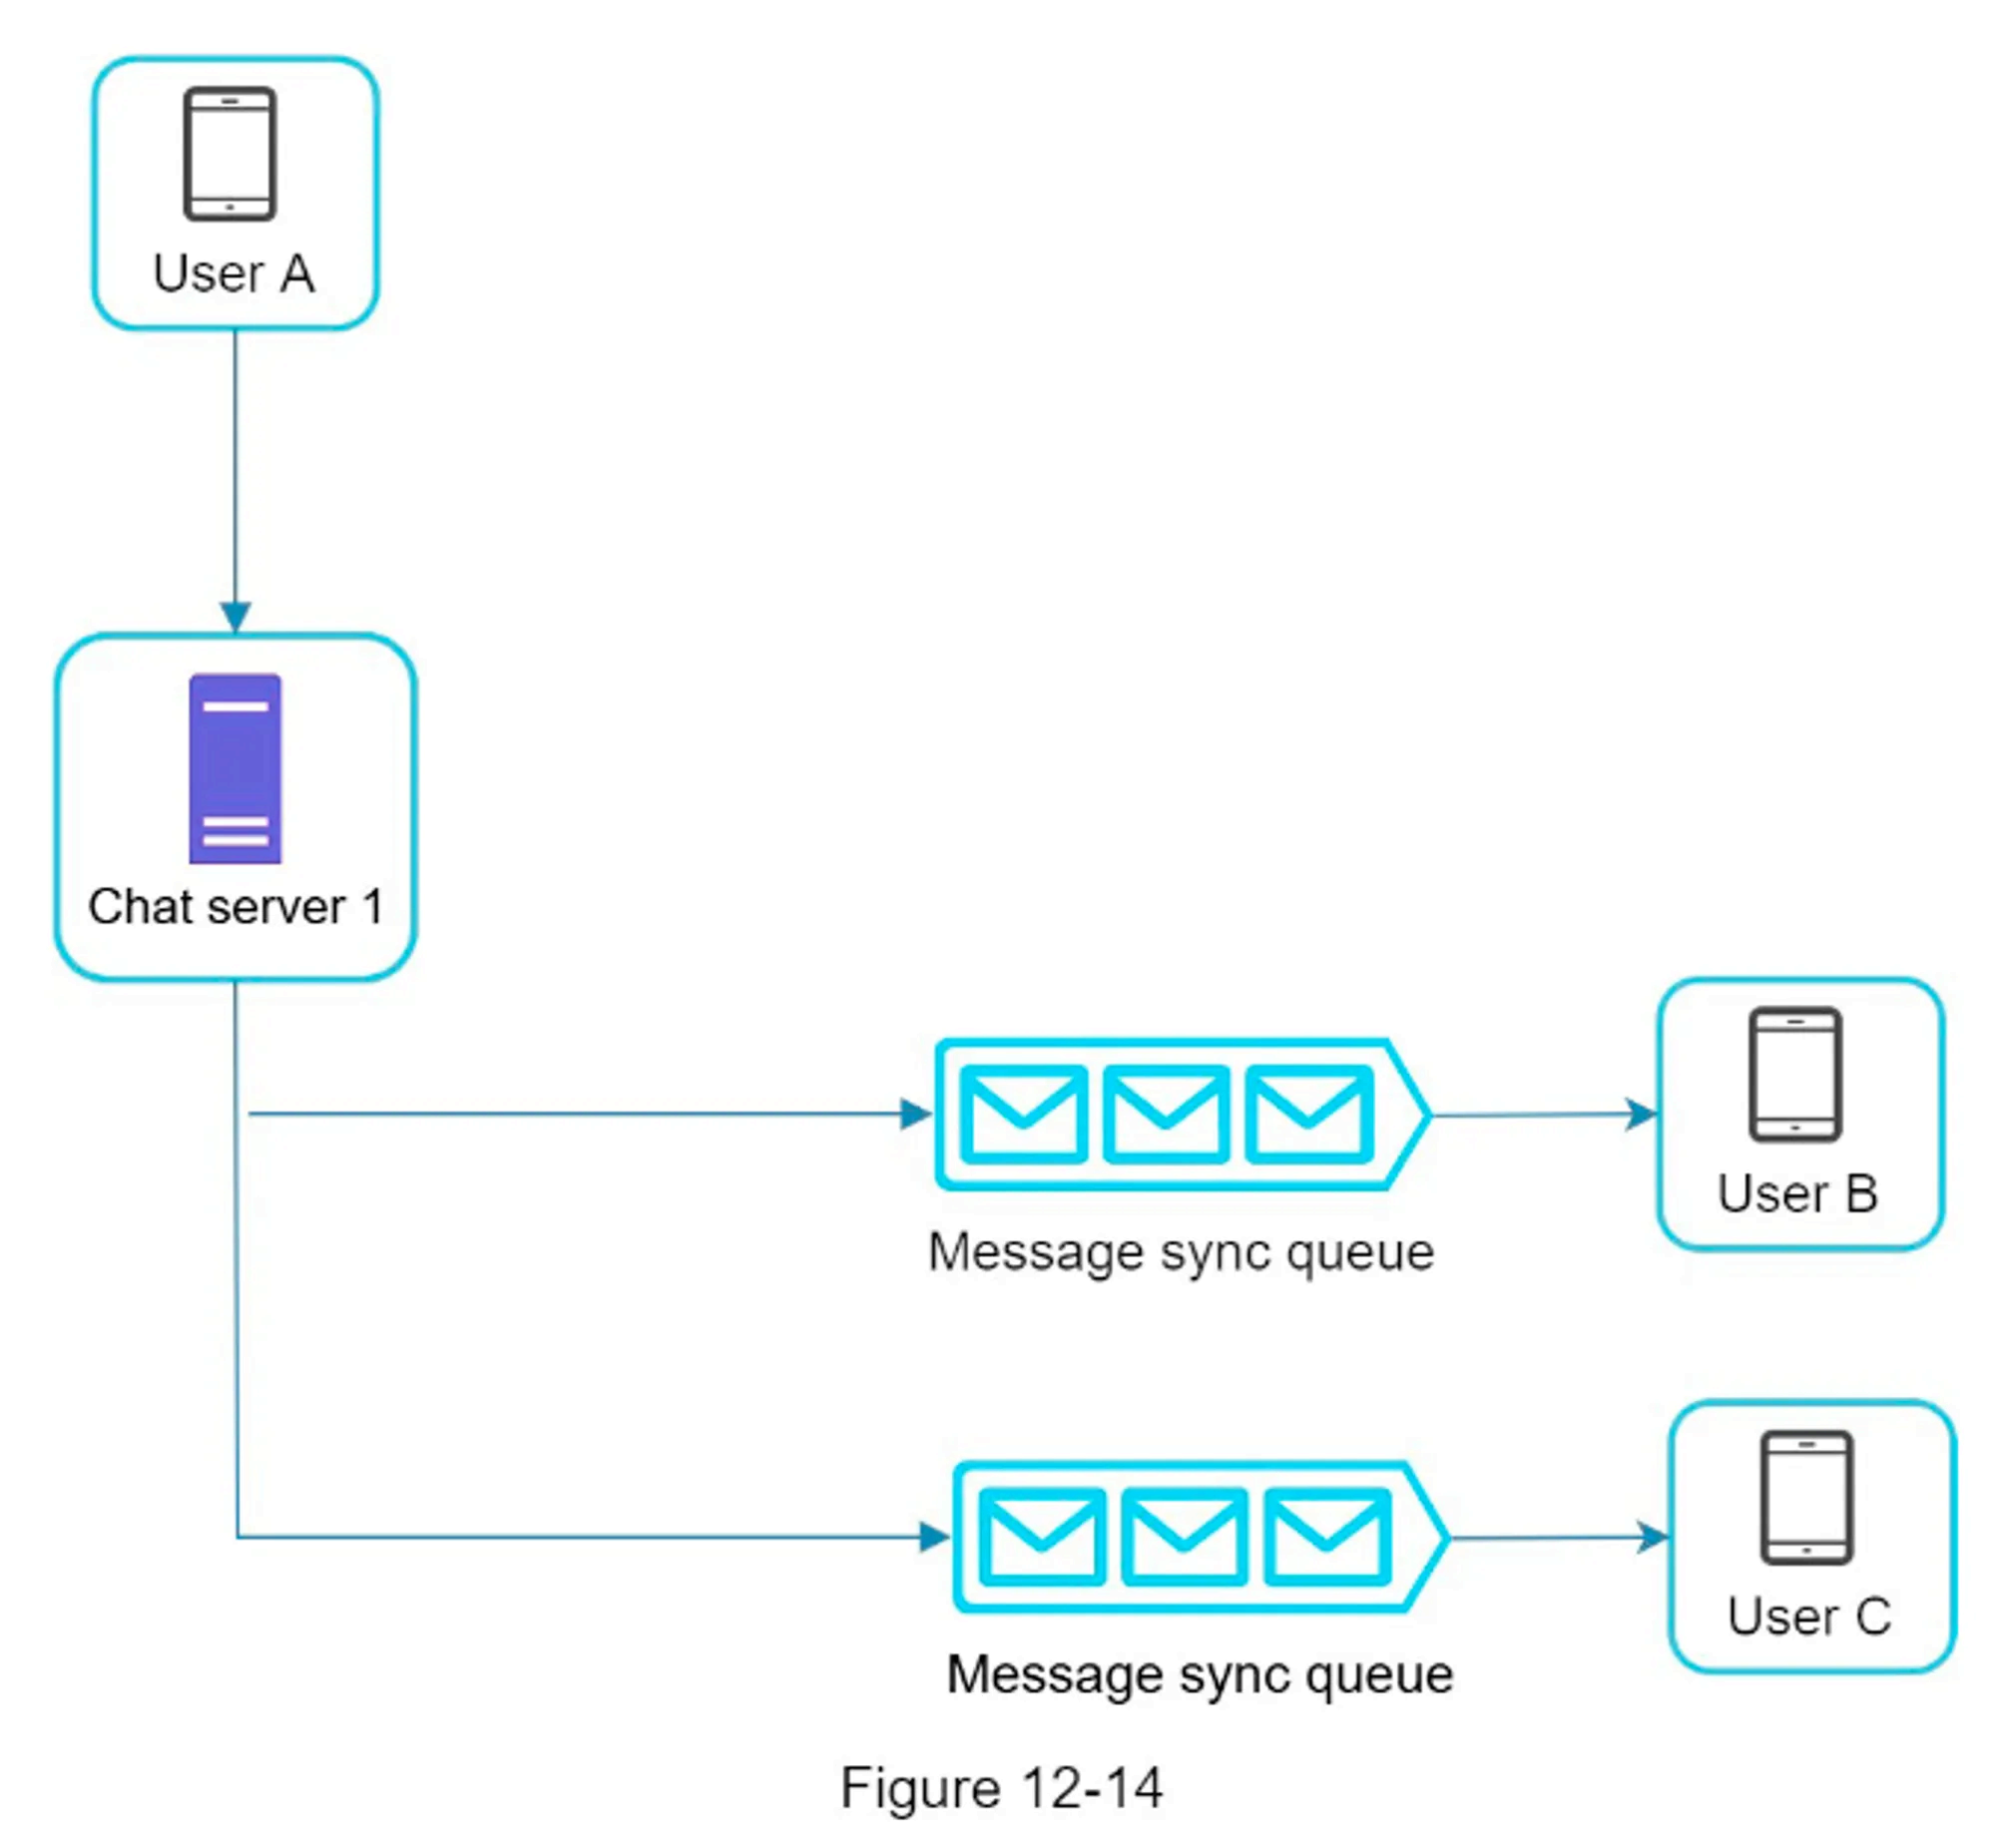 User A
Chat server 1
User B
Message sync queue
User C
Message sync queue
Figure 12-14